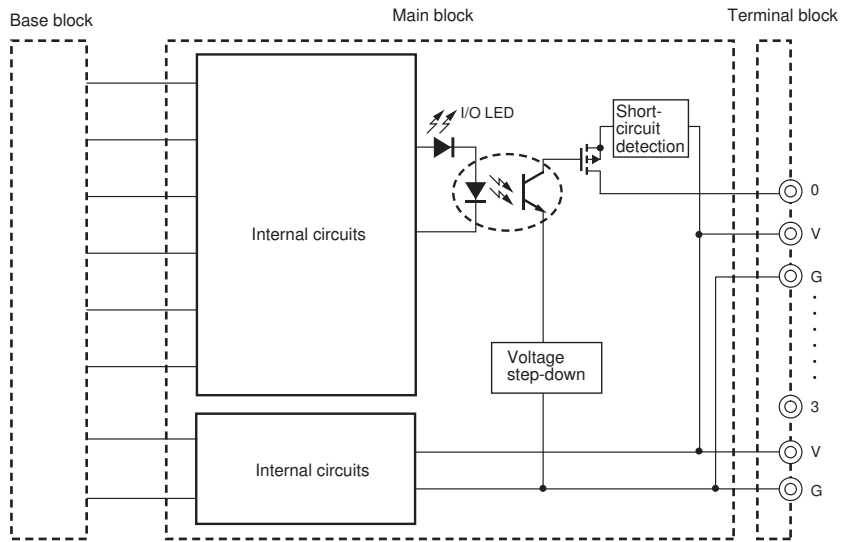 Base block
Main block
Terminal block
I/O LED
Short-
circuit
detection
Internal circuits
Voltage
step-down
Internal circuits
0
V
G
3
V
G